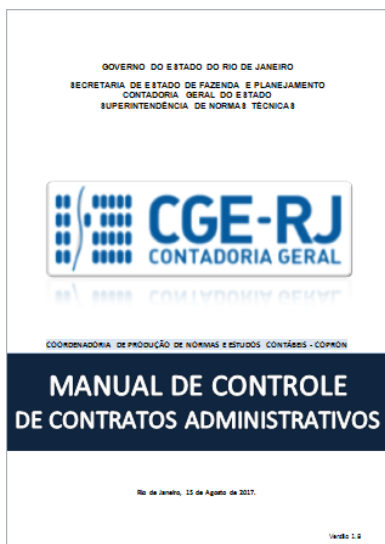 GOVERNO DO ESTADO DO RIO DE JANEIRO
SECRETARIA DE ESTADO DE FAZENDA E PLANEJAMENTO
CONTADORIA GERAL DO ESTADO
SUPERINTENDÊNCIA DE NORMAS TÉCNICAS
CGE-RJ
CONTADORIA GERAL
COORDENADORIA DE PRODUÇÃO DE NORMAS E ESTUDOS CONTÁBEIS - COPRON
MANUAL DE CONTROLE
DE CONTRATOS ADMINISTRATIVOS
Rio de Janeiro, 15 de Agosto de 2017.